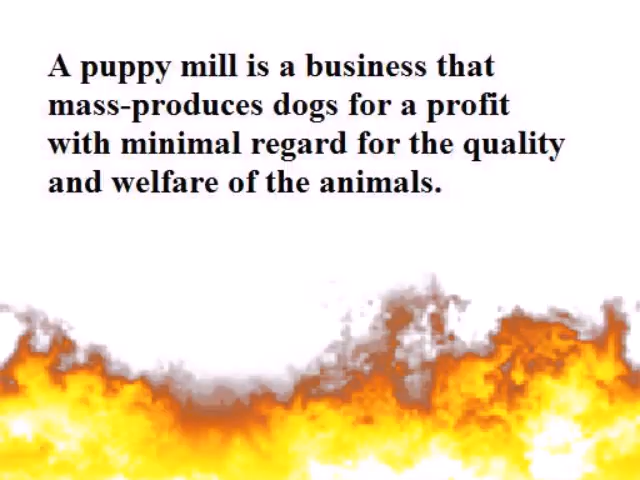 A puppy mill is a business that
mass-produces dogs for a profit
with minimal regard for the quality
and welfare of the animals.